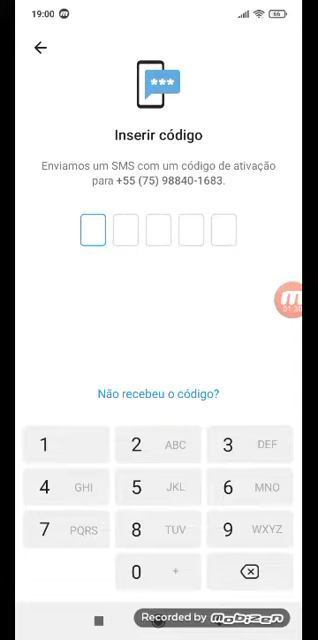 19:00
Inserir código
Enviamos um SMS com um código de ativação
para +55 (75) 98840-1683.
Não recebeu o código?
1 2 ABC 3 DEF
4 GHI 5 JKL 6 MNO
7 PQRS 8 TUV 9 WXYZ
0 +
Recorded by mobizen